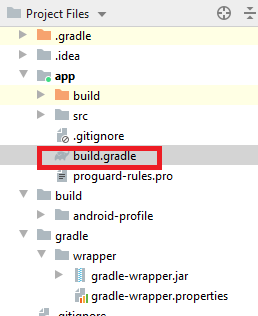 Project Files
.gradle
.idea
app
build
src
.gitignore
build.gradle
proguard-rules.pro
build
android-profile
gradle
wrapper
gradle-wrapper.jar
gradle-wrapper.properties
.gitignore